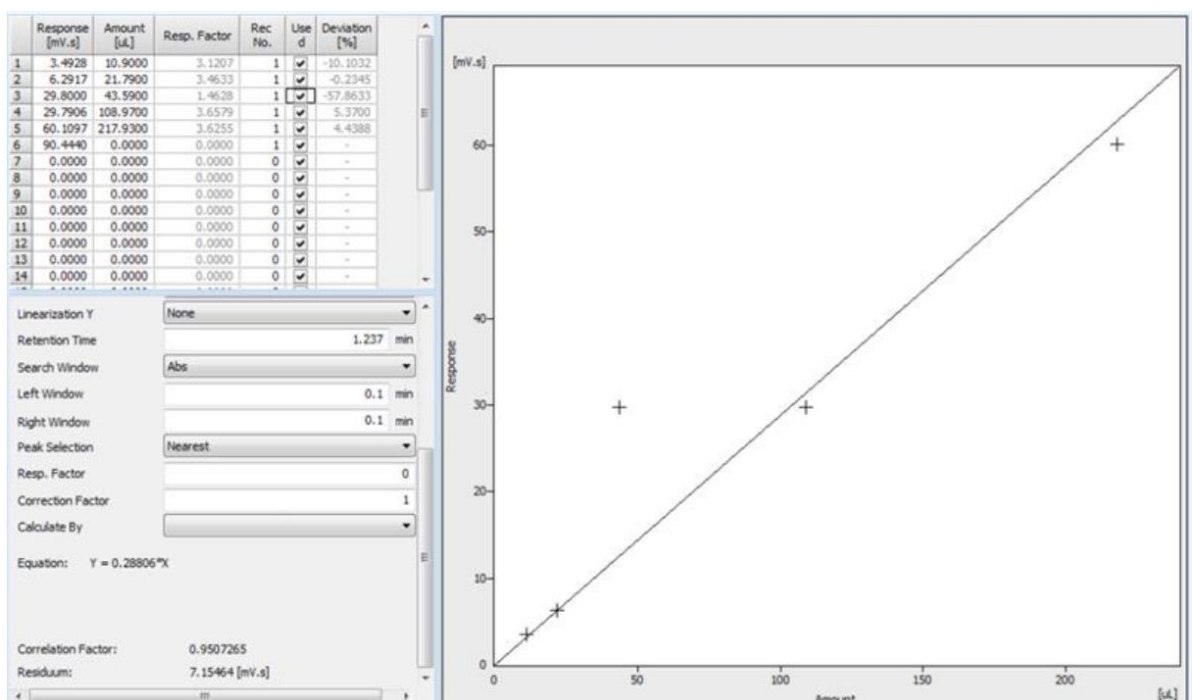 Response [mV.s] Amount [uL] Resp. Factor Rec No. Use d Deviation [%]
1 3.4928 10.9000 3.1207 1 -10.1032
2 6.2917 21.7900 3.4633 1 -0.2345
3 29.8000 43.5900 1.4628 1 -57.8633
4 29.7906 108.9700 3.6579 1 5.3700
5 60.1097 217.9300 3.6255 1 4.4388
6 90.4440 0.0000 0.0000 1 -
7 0.0000 0.0000 0.0000 0 -
8 0.0000 0.0000 0.0000 0 -
9 0.0000 0.0000 0.0000 0 -
10 0.0000 0.0000 0.0000 0 -
11 0.0000 0.0000 0.0000 0 -
12 0.0000 0.0000 0.0000 0 -
13 0.0000 0.0000 0.0000 0 -
14 0.0000 0.0000 0.0000 0 -
Linearization Y None
Retention Time 1.237 min
Search Window Abs
Left Window 0.1 min
Right Window 0.1 min
Peak Selection Nearest
Resp. Factor 0
Correction Factor 1
Calculate By
Equation: Y = 0.28806*X
Correlation Factor: 0.9507265
Residuum: 7.15464 [mV.s]
[mV.s]
60
50
40
Response
30
20
10
0
0 50 100 150 200 [uL]
Amount